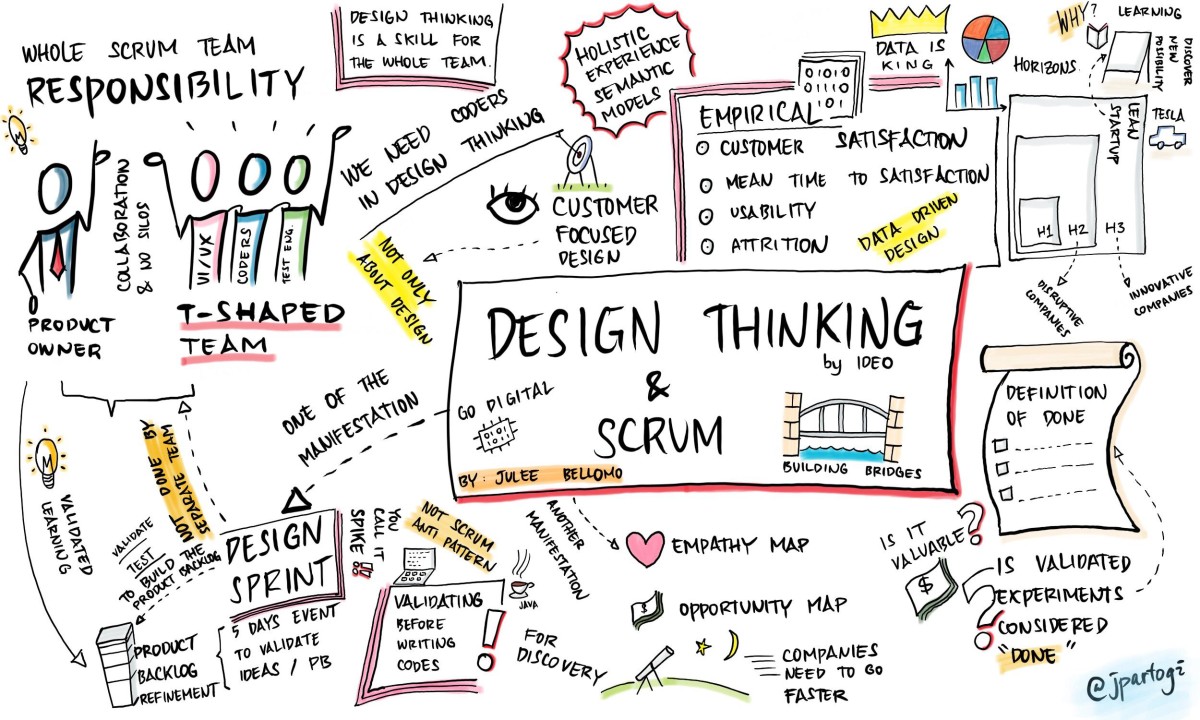 WHOLE SCRUM TEAM
RESPONSIBILITY
PRODUCT
OWNER
COLLABORATION
& NO SILOS
UI/UX
CODERS
TEST ENG.
T-SHAPED
TEAM
DESIGN THINKING
IS A SKILL FOR
THE WHOLE TEAM.
WE NEED CODERS
IN DESIGN THINKING
HOLISTIC
EXPERIENCE
SEMANTIC
MODELS
CUSTOMER
FOCUSED
DESIGN
NOT ONLY
ABOUT DESIGN
EMPIRICAL
CUSTOMER SATISFACTION
MEAN TIME TO SATISFACTION
USABILITY
ATTRITION
DATA DRIVEN
DESIGN
01010
10110
DATA IS
KING
HORIZONS
WHY?
LEARNING
DISCOVER
NEW
POSSIBILITY
LEAN
STARTUP
TESLA
H1
H2
H3
DISRUPTIVE
COMPANIES
INNOVATIVE
COMPANIES
DESIGN THINKING
by IDEO
&
SCRUM
GO DIGITAL
BY: JULEE BELLOMO
BUILDING BRIDGES
DEFINITION
OF DONE
IS IT
VALUABLE?
$
IS VALIDATED
EXPERIMENTS
CONSIDERED
"DONE"
?
ONE OF THE
MANIFESTATION
DESIGN
SPRINT
NOT DONE BY
SEPARATE TEAM
VALIDATED
LEARNING
VALIDATE
TEST
BUILD
TO THE
PRODUCT BACKLOG
PRODUCT
BACKLOG
REFINEMENT
5 DAYS EVENT
TO VALIDATE
IDEAS / PB
YOU
CALL IT
SPIKE!!
NOT SCRUM
ANTI PATTERN
JAVA
VALIDATING
BEFORE
WRITING
CODES
!
FOR
DISCOVERY
ANOTHER
MANIFESTATION
EMPATHY MAP
$
OPPORTUNITY MAP
COMPANIES
NEED TO GO
FASTER
@jpartogi